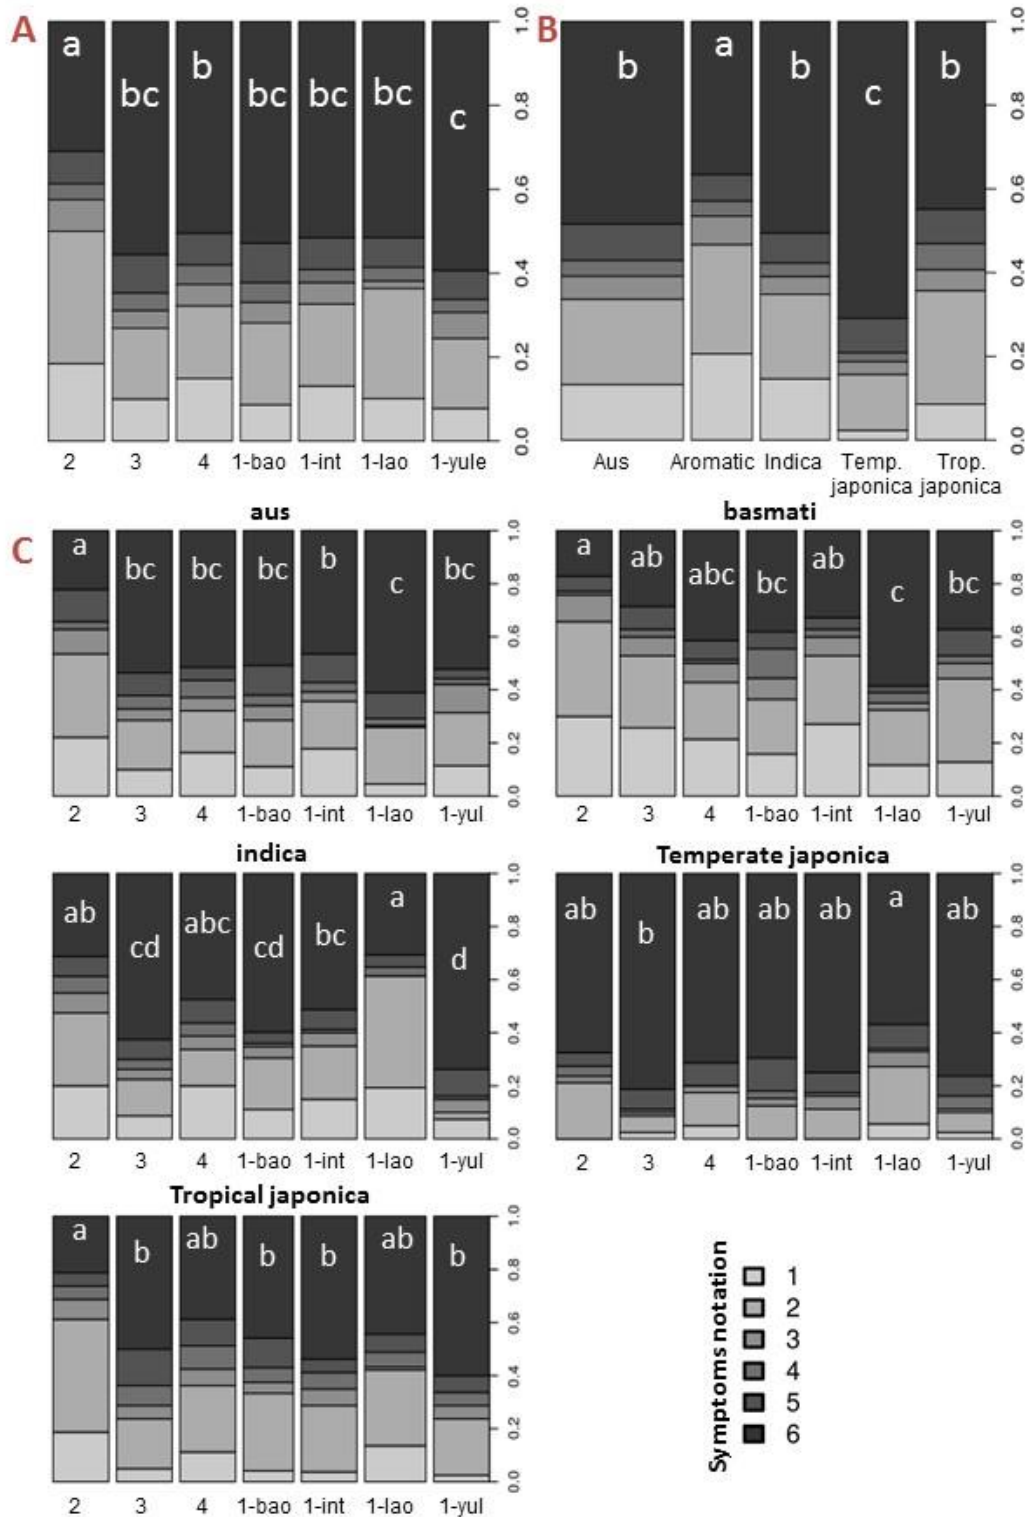 A
a bc b bc bc bc c
0.0 0.2 0.4 0.6 0.8 1.0
2 3 4 1-bao 1-int 1-lao 1-yule
B
b a b c b
0.0 0.2 0.4 0.6 0.8 1.0
Aus Aromatic Indica Temp. japonica Trop. japonica
C
aus
a bc bc bc b c bc
0.0 0.2 0.4 0.6 0.8 1.0
2 3 4 1-bao 1-int 1-lao 1-yul
basmati
a ab abc bc ab c bc
0.0 0.2 0.4 0.6 0.8 1.0
2 3 4 1-bao 1-int 1-lao 1-yul
indica
ab cd abc cd bc a d
0.0 0.2 0.4 0.6 0.8 1.0
2 3 4 1-bao 1-int 1-lao 1-yul
Temperate japonica
ab b ab ab ab a ab
0.0 0.2 0.4 0.6 0.8 1.0
2 3 4 1-bao 1-int 1-lao 1-yul
Tropical japonica
a b ab b b ab b
0.0 0.2 0.4 0.6 0.8 1.0
2 3 4 1-bao 1-int 1-lao 1-yul
Symptoms notation
1
2
3
4
5
6